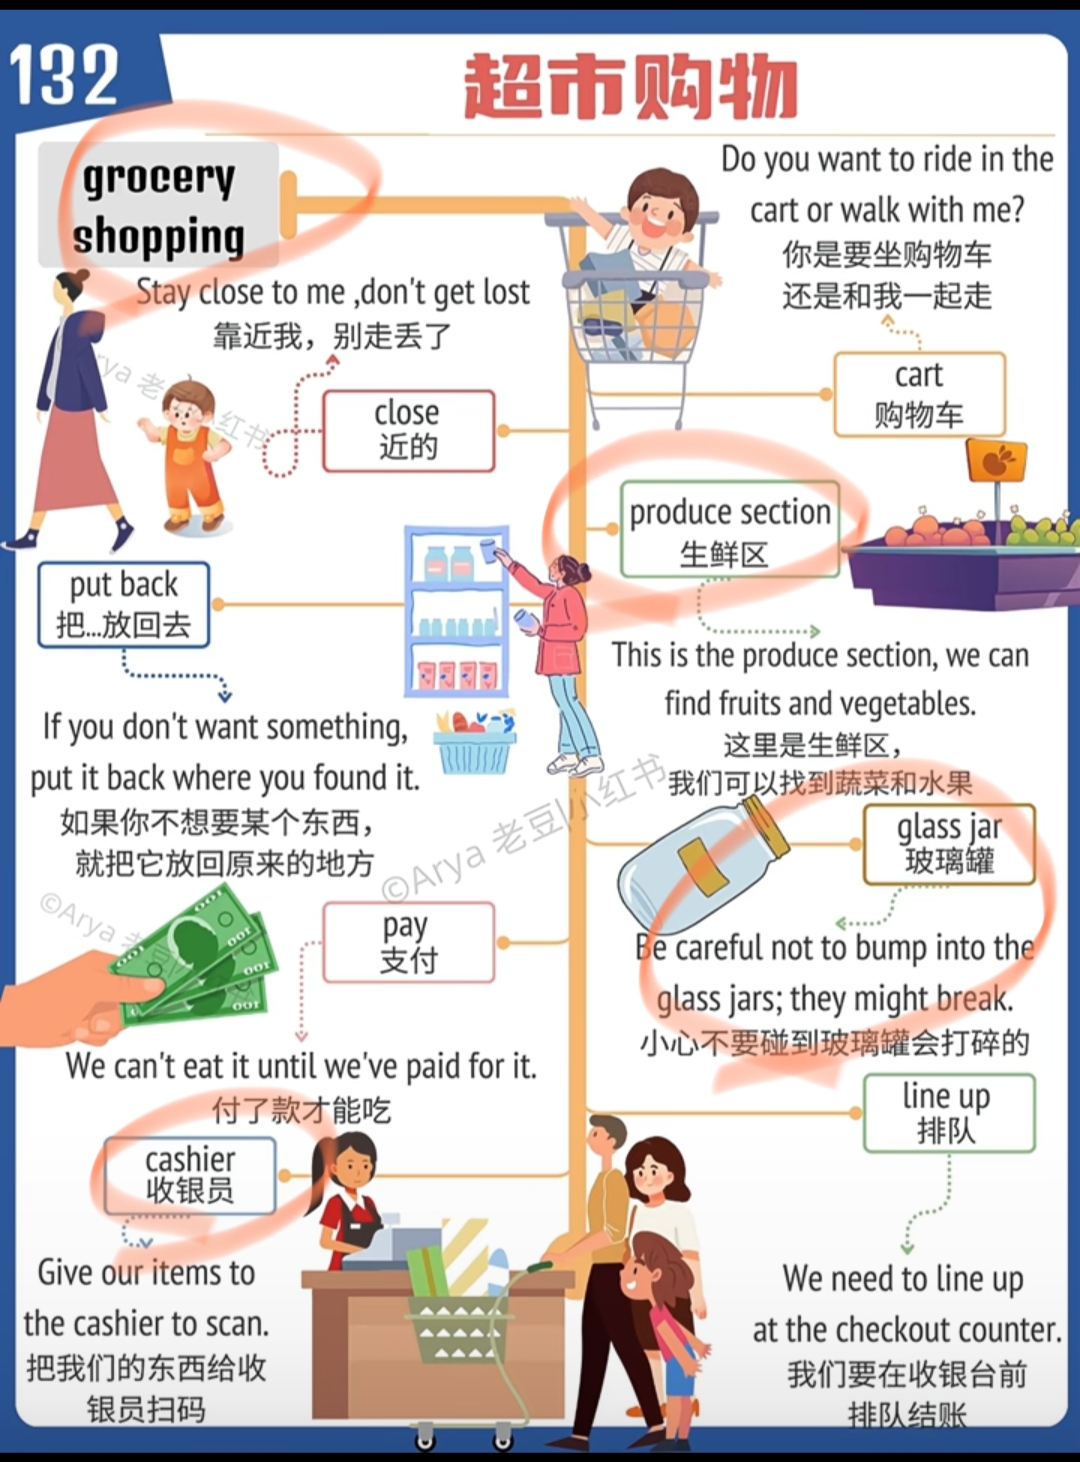 132
超市购物
grocery
shopping
Do you want to ride in the
cart or walk with me?
你是要坐购物车
还是和我一起走
Stay close to me ,don't get lost
靠近我，别走丢了
cart
购物车
close
近的
produce section
生鲜区
put back
把...放回去
This is the produce section, we can
find fruits and vegetables.
这里是生鲜区，
我们可以找到蔬菜和水果
If you don't want something,
put it back where you found it.
如果你不想要某个东西，
就把它放回原来的地方
©Arya 老豆小红书
glass jar
玻璃罐
pay
支付
Be careful not to bump into the
glass jars; they might break.
小心不要碰到玻璃罐会打碎的
100
100
100
100
We can't eat it until we've paid for it.
付了款才能吃
line up
排队
cashier
收银员
Give our items to
the cashier to scan.
把我们的东西给收
银员扫码
We need to line up
at the checkout counter.
我们要在收银台前
排队结账